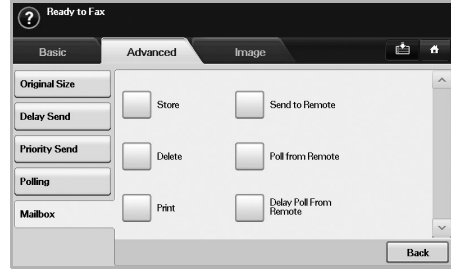 ? Ready to Fax
Basic Advanced Image
Original Size
Delay Send
Priority Send
Polling
Mailbox
Store Send to Remote
Delete Poll from Remote
Print Delay Poll From
Remote
Back